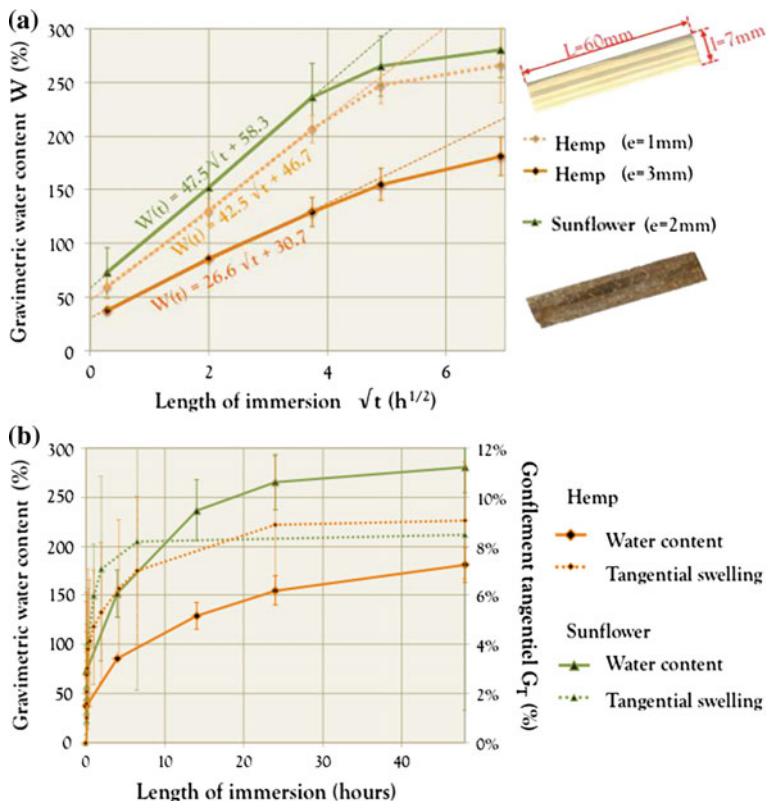 (a)
300
250
200
150
100
50
0
Gravimetric water content W (%)
W(t) = 47.5 √t + 58.3
W(t) = 42.5 √t + 46.7
W(t) = 26.6 √t + 30.7
0 2 4 6
Length of immersion √t (h1/2)
L=60mm
l=7mm
Hemp (e=1mm)
Hemp (e=3mm)
Sunflower (e=2mm)
(b)
300
250
200
150
100
50
0
Gravimetric water content (%)
12%
10%
8%
6%
4%
2%
0%
Gonflement tangentiel GT (%)
0 10 20 30 40
Length of immersion (hours)
Hemp
Water content
Tangential swelling
Sunflower
Water content
Tangential swelling